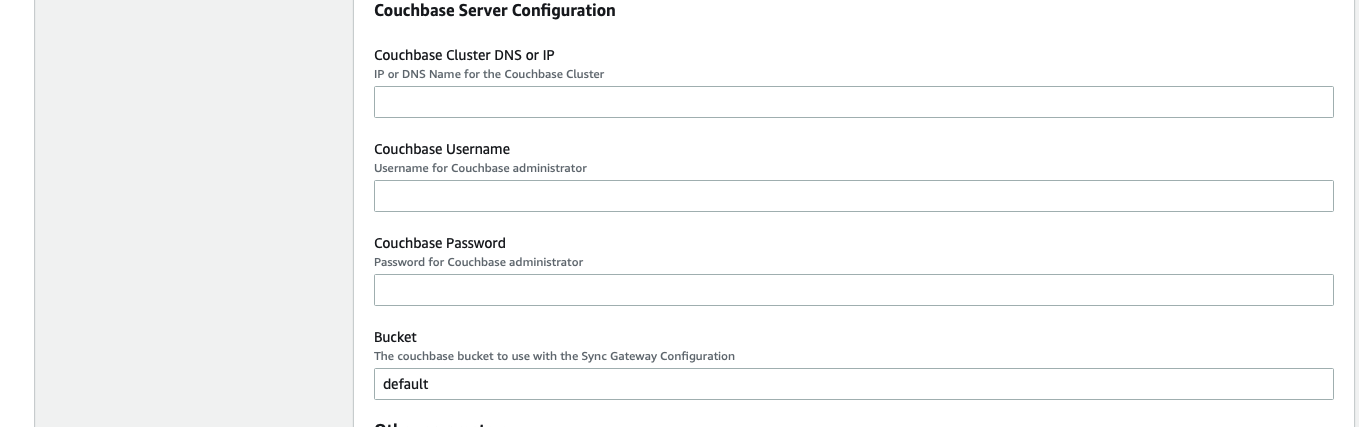 Couchbase Server Configuration
Couchbase Cluster DNS or IP
IP or DNS Name for the Couchbase Cluster
Couchbase Username
Username for Couchbase administrator
Couchbase Password
Password for Couchbase administrator
Bucket
The couchbase bucket to use with the Sync Gateway Configuration
default